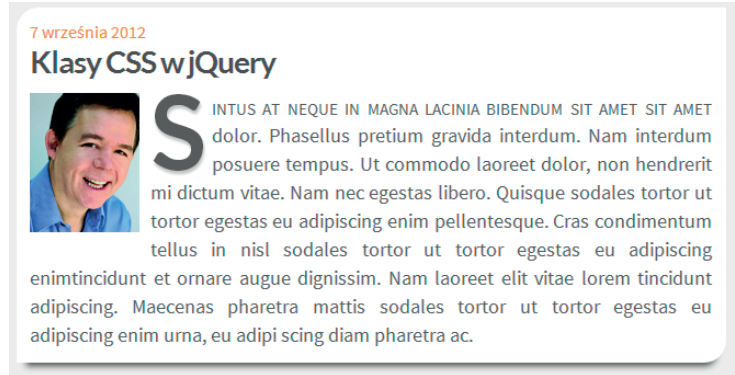 7 września 2012
Klasy CSS w jQuery
SINTUS AT NEQUE IN MAGNA LACINIA BIBENDUM SIT AMET SIT AMET
dolor. Phasellus pretium gravida interdum. Nam interdum
posuere tempus. Ut commodo laoreet dolor, non hendrerit
mi dictum vitae. Nam nec egestas libero. Quisque sodales tortor ut
tortor egestas eu adipiscing enim pellentesque. Cras condimentum
tellus in nisl sodales tortor ut tortor egestas eu adipiscing
enimtincidunt et ornare augue dignissim. Nam laoreet elit vitae lorem tincidunt
adipiscing. Maecenas pharetra mattis sodales tortor ut tortor egestas eu
adipiscing enim urna, eu adipi scing diam pharetra ac.